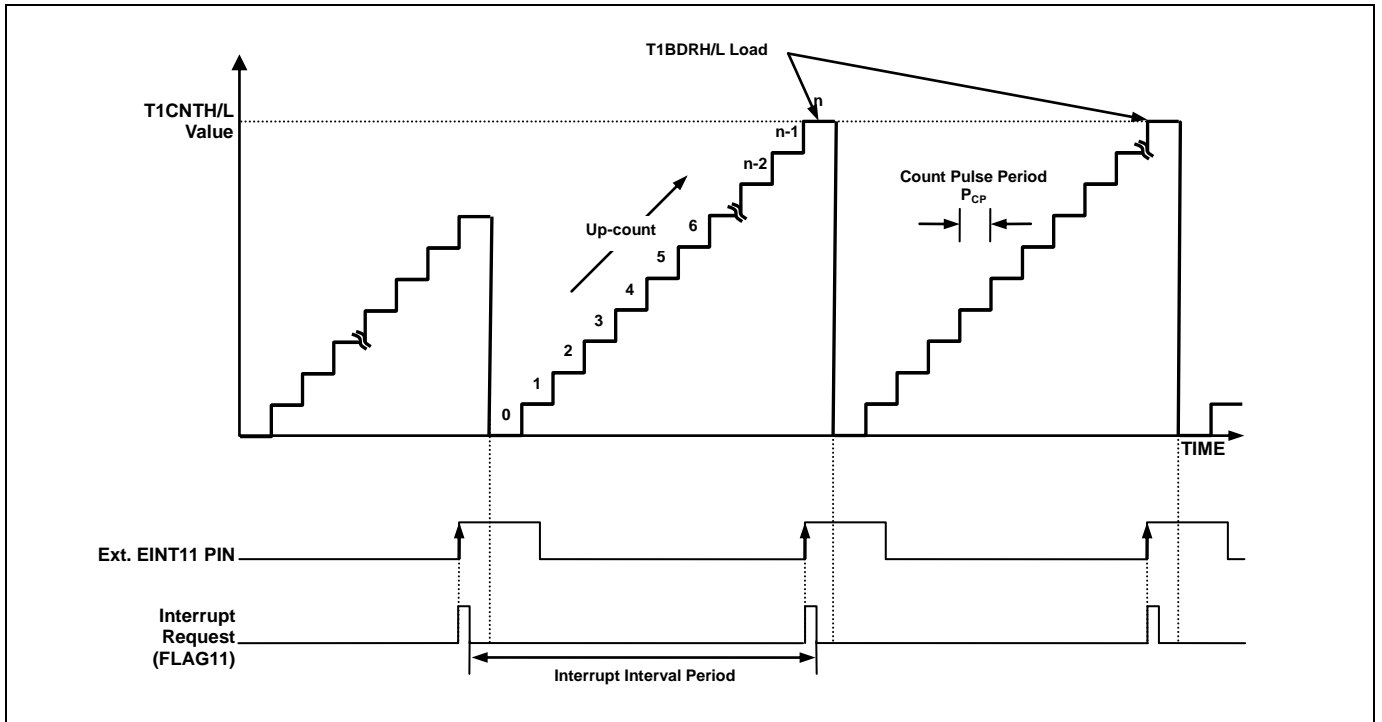 T1BDRH/L Load
T1CNTH/L
Value
n
n-1
n-2
Count Pulse Period
PCP
Up-count
6
5
4
3
2
1
0
TIME
Ext. EINT11 PIN
Interrupt
Request
(FLAG11)
Interrupt Interval Period